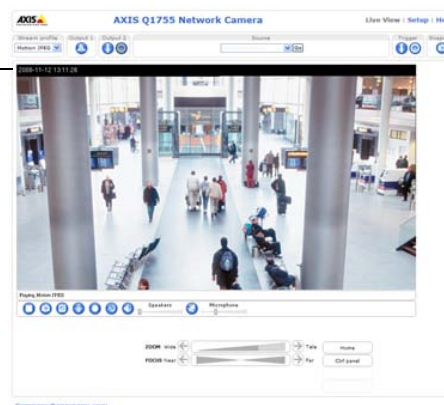 AXIS
AXIS Q1755 Network Camera
Live View | Setup | He
Stream profile
Output 1
Output 2
Source
Trigger
Snaps
Motion JPEG
Go
2008-11-12 13:11:28
Playing Motion JPEG
Speakers
Microphone
ZOOM Wide
Tele
Home
FOCUS Near
Far
Ctrl panel